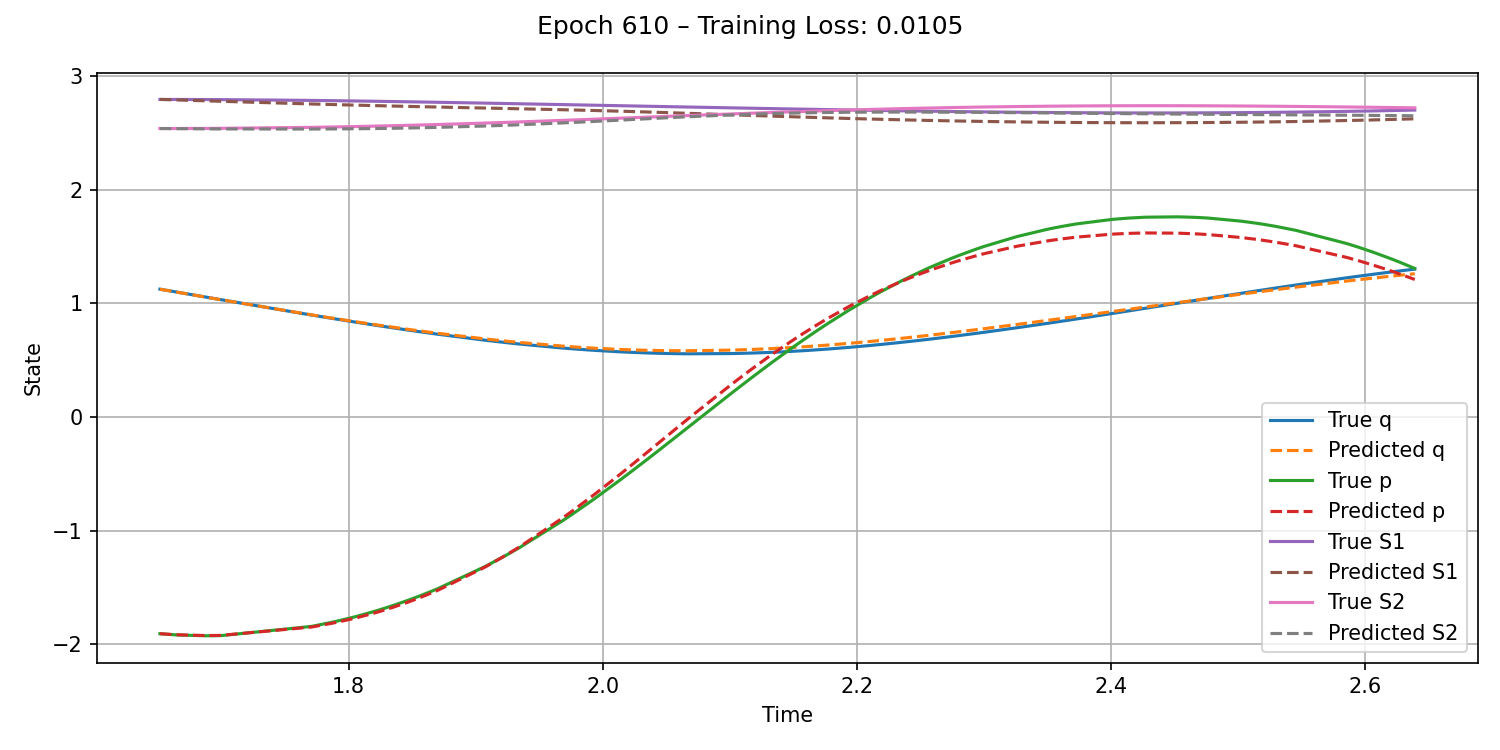 Epoch 610 – Training Loss: 0.0105
3
2
1
0
−1
−2
State
1.8
2.0
2.2
2.4
2.6
Time
True q
Predicted q
True p
Predicted p
True S1
Predicted S1
True S2
Predicted S2